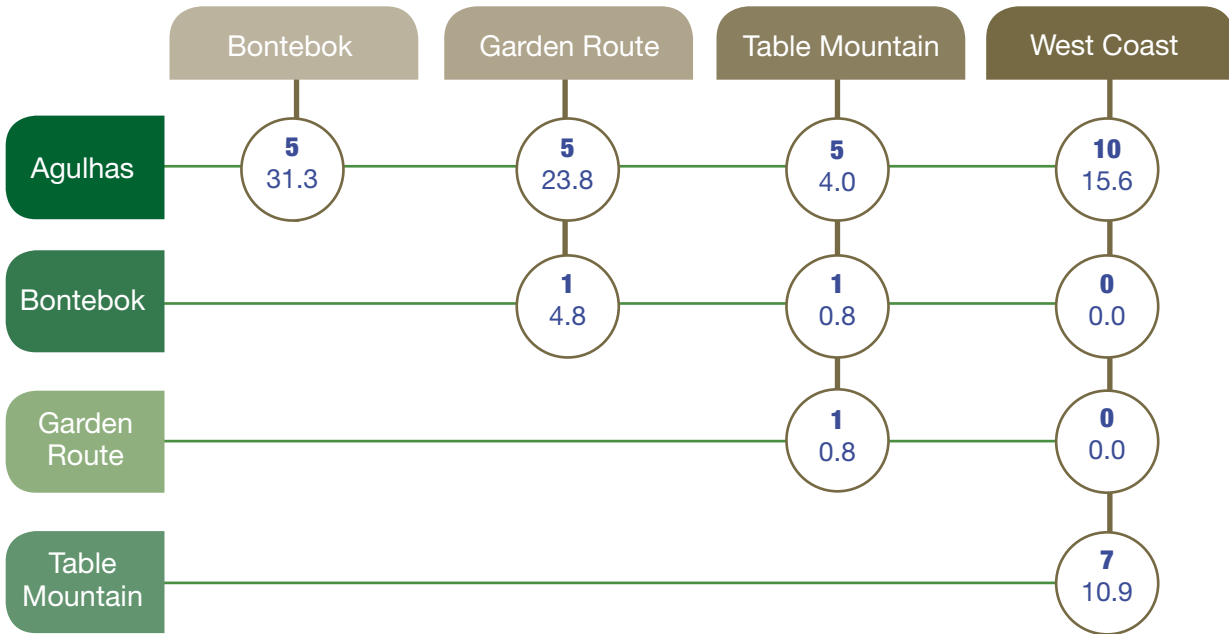 Bontebok
Garden Route
Table Mountain
West Coast
Agulhas
5
31.3
5
23.8
5
4.0
10
15.6
Bontebok
1
4.8
1
0.8
0
0.0
Garden
Route
1
0.8
0
0.0
Table
Mountain
7
10.9